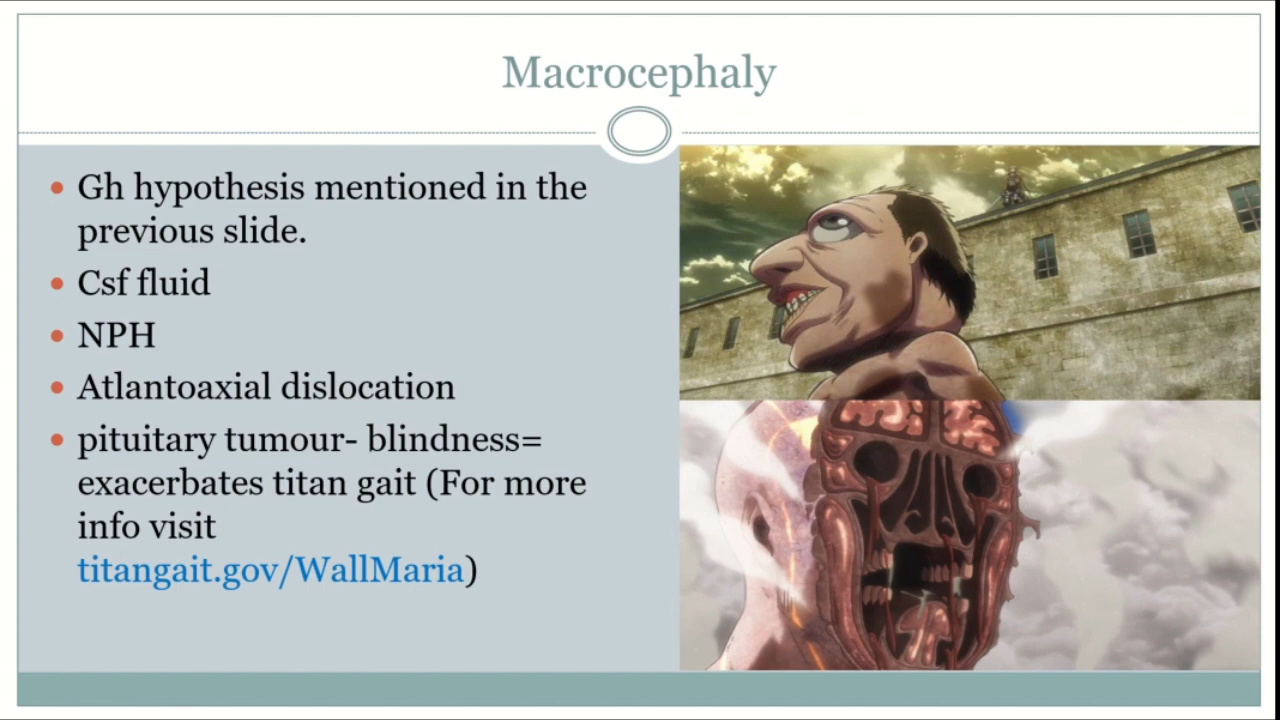 Macrocephaly
Gh hypothesis mentioned in the
previous slide.
Csf fluid
NPH
Atlantoaxial dislocation
pituitary tumour- blindness=
exacerbates titan gait (For more
info visit
titangait.gov/WallMaria)